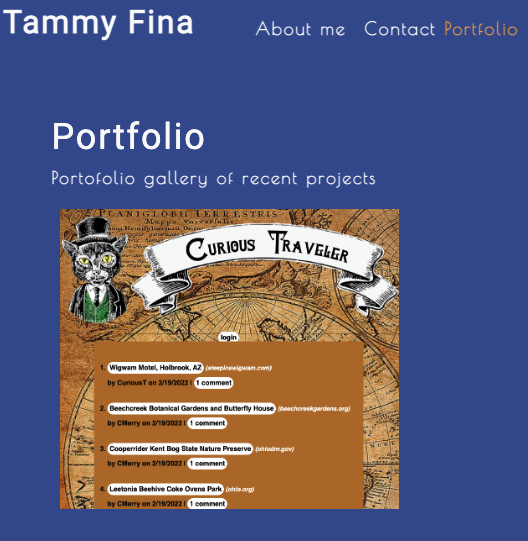 Tammy Fina
About me Contact Portfolio
Portfolio
Portofolio gallery of recent projects
PLANIGLOBII TERRESTRIS
CURIOUS TRAVELER
login
1. Wigwam Motel, Holbrook, AZ (sleepinawigwam.com)
by CuriousT on 2/19/2022 | 1 comment
2. Beechcreek Botanical Gardens and Butterfly House (beechcreekgardens.org)
by CMerry on 2/19/2022 | 1 comment
3. Cooperrider Kent Bog State Nature Preserve (ohiodnr.gov)
by CMerry on 2/19/2022 | 1 comment
4. Leetonia Beehive Coke Ovens Park (ohio.org)
by CMerry on 2/19/2022 | 1 comment